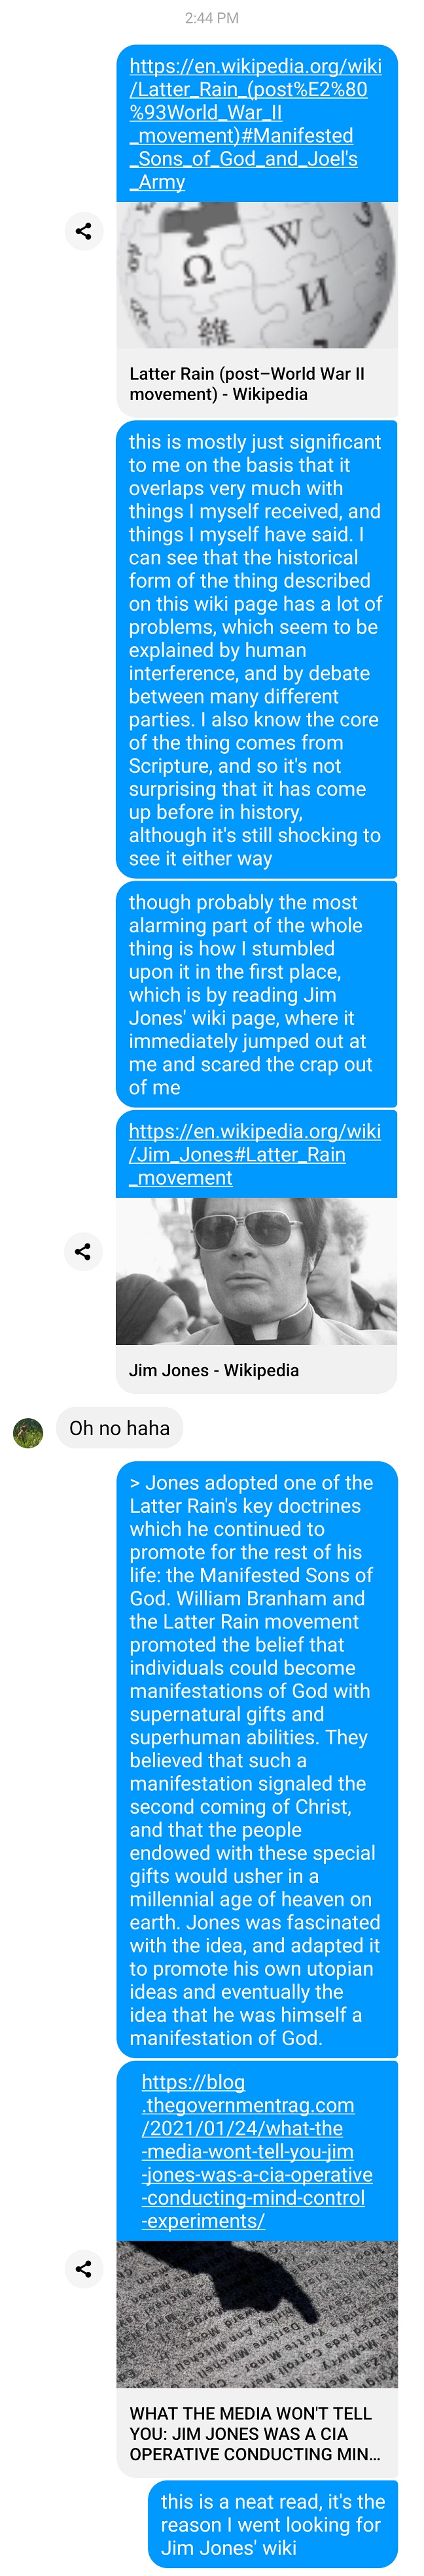 2:44 PM
https://en.wikipedia.org/wiki
/Latter_Rain_(post%E2%80
%93World_War_II
_movement)#Manifested
_Sons_of_God_and_Joel's
_Army
W
Ω
И
維
Latter Rain (post–World War II
movement) - Wikipedia
this is mostly just significant
to me on the basis that it
overlaps very much with
things I myself received, and
things I myself have said. I
can see that the historical
form of the thing described
on this wiki page has a lot of
problems, which seem to be
explained by human
interference, and by debate
between many different
parties. I also know the core
of the thing comes from
Scripture, and so it's not
surprising that it has come
up before in history,
although it's still shocking to
see it either way
though probably the most
alarming part of the whole
thing is how I stumbled
upon it in the first place,
which is by reading Jim
Jones' wiki page, where it
immediately jumped out at
me and scared the crap out
of me
https://en.wikipedia.org/wiki
/Jim_Jones#Latter_Rain
_movement
Jim Jones - Wikipedia
Oh no haha
> Jones adopted one of the
Latter Rain's key doctrines
which he continued to
promote for the rest of his
life: the Manifested Sons of
God. William Branham and
the Latter Rain movement
promoted the belief that
individuals could become
manifestations of God with
supernatural gifts and
superhuman abilities. They
believed that such a
manifestation signaled the
second coming of Christ,
and that the people
endowed with these special
gifts would usher in a
millennial age of heaven on
earth. Jones was fascinated
with the idea, and adapted it
to promote his own utopian
ideas and eventually the
idea that he was himself a
manifestation of God.
https://blog
.thegovernmentrag.com
/2021/01/24/what-the
-media-wont-tell-you-jim
-jones-was-a-cia-operative
-conducting-mind-control
-experiments/
WHAT THE MEDIA WON'T TELL
YOU: JIM JONES WAS A CIA
OPERATIVE CONDUCTING MIN...
this is a neat read, it's the
reason I went looking for
Jim Jones' wiki